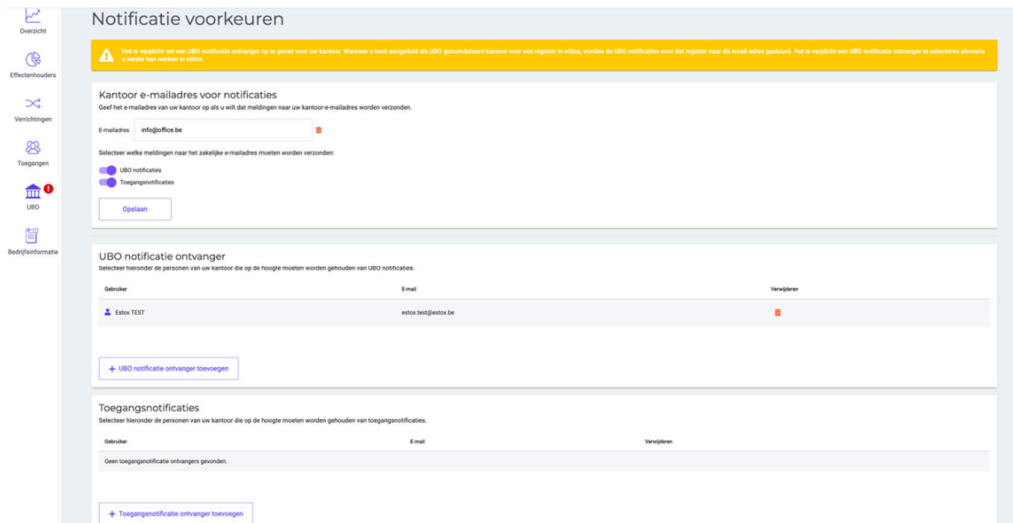 Notificatie voorkeuren
Overzicht
Effectenhouders
Verrichtingen
Toegangen
UBO
Bedrijfsinformatie
Het is verplicht om een UBO notificatie ontvanger op te geven voor uw kantoor. Wanneer u bent aangeduid als UBO gemandateerd kantoor voor een register in eStox, worden de UBO notificaties voor dat register naar dit email adres gestuurd. Het is verplicht een UBO notificatie ontvanger te selecteren alvorens
u verder kan werken in eStox.
Kantoor e-mailadres voor notificaties
Geef het e-mailadres van uw kantoor op als u wilt dat meldingen naar uw kantoor-e-mailadres worden verzonden.
E-mailadres info@office.be
Selecteer welke meldingen naar het zakelijke e-mailadres moeten worden verzonden:
UBO notificaties
Toegangsnotificaties
Opslaan
UBO notificatie ontvanger
Selecteer hieronder de personen van uw kantoor die op de hoogte moeten worden gehouden van UBO notificaties.
Gebruiker E-mail Verwijderen
Estox TEST estox.test@estox.be
+ UBO notificatie ontvanger toevoegen
Toegangsnotificaties
Selecteer hieronder de personen van uw kantoor die op de hoogte moeten worden gehouden van toegangsnotificaties.
Gebruiker E-mail Verwijderen
Geen toegangsnotificatie ontvangers gevonden.
+ Toegangsnotificatie ontvanger toevoegen